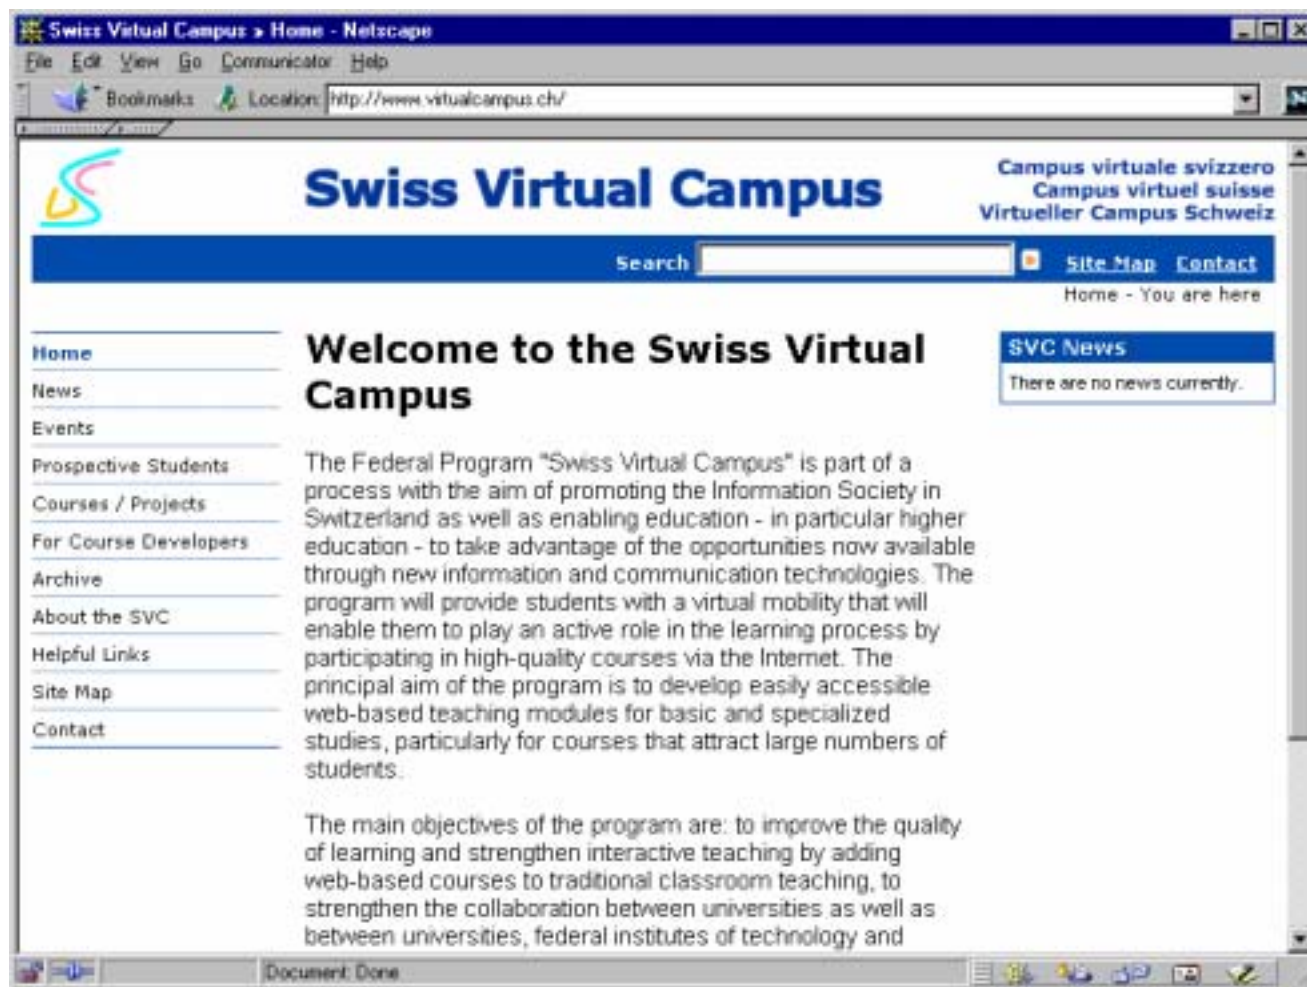 Swiss Virtual Campus » Home - Netscape
File Edit View Go Communicator Help
Bookmarks Location: http://www.virtualcampus.ch/
Swiss Virtual Campus
Campus virtuale svizzero
Campus virtuel suisse
Virtueller Campus Schweiz
Search
Site Map Contact
Home - You are here
Home
News
Events
Prospective Students
Courses / Projects
For Course Developers
Archive
About the SVC
Helpful Links
Site Map
Contact
Welcome to the Swiss Virtual
Campus
The Federal Program "Swiss Virtual Campus" is part of a
process with the aim of promoting the Information Society in
Switzerland as well as enabling education - in particular higher
education - to take advantage of the opportunities now available
through new information and communication technologies. The
program will provide students with a virtual mobility that will
enable them to play an active role in the learning process by
participating in high-quality courses via the Internet. The
principal aim of the program is to develop easily accessible
web-based teaching modules for basic and specialized
studies, particularly for courses that attract large numbers of
students.
The main objectives of the program are: to improve the quality
of learning and strengthen interactive teaching by adding
web-based courses to traditional classroom teaching, to
strengthen the collaboration between universities as well as
between universities, federal institutes of technology and
SVC News
There are no news currently.
Document: Done